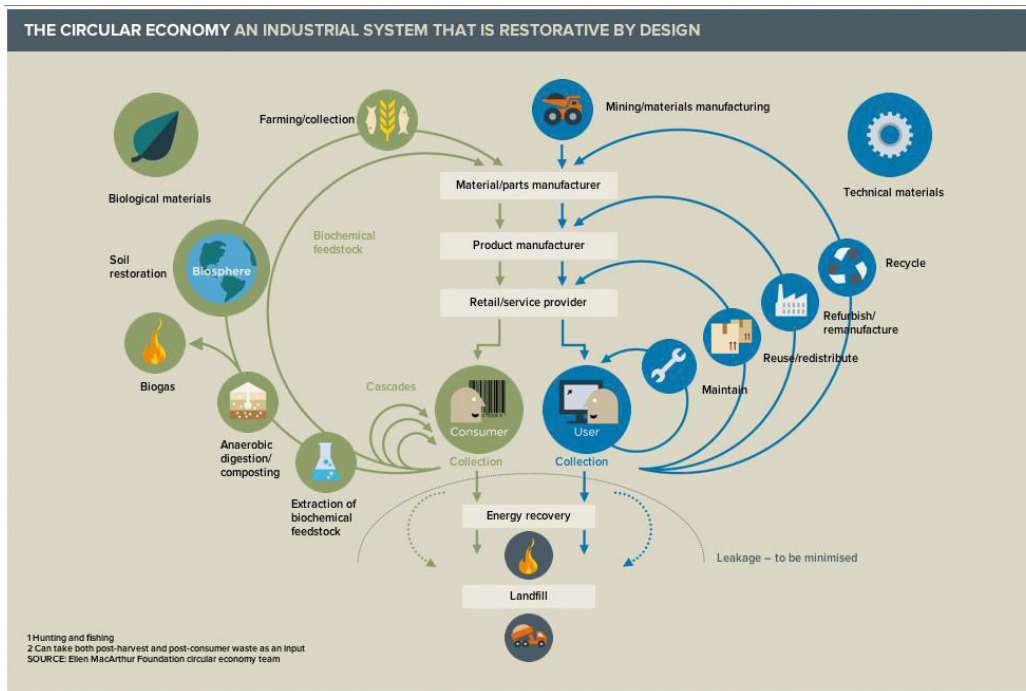 THE CIRCULAR ECONOMY AN INDUSTRIAL SYSTEM THAT IS RESTORATIVE BY DESIGN
Farming/collection
Mining/materials manufacturing
Biological materials
Technical materials
Material/parts manufacturer
Biochemical
feedstock
Product manufacturer
Soil
restoration
Biosphere
Recycle
Retail/service provider
Refurbish/
remanufacture
Reuse/redistribute
Biogas
Cascades
Maintain
Consumer
User
Anaerobic
digestion/
composting
Collection
Collection
Extraction of
biochemical
feedstock
Energy recovery
Leakage – to be minimised
Landfill
1 Hunting and fishing
2 Can take both post-harvest and post-consumer waste as an input
SOURCE: Ellen MacArthur Foundation circular economy team